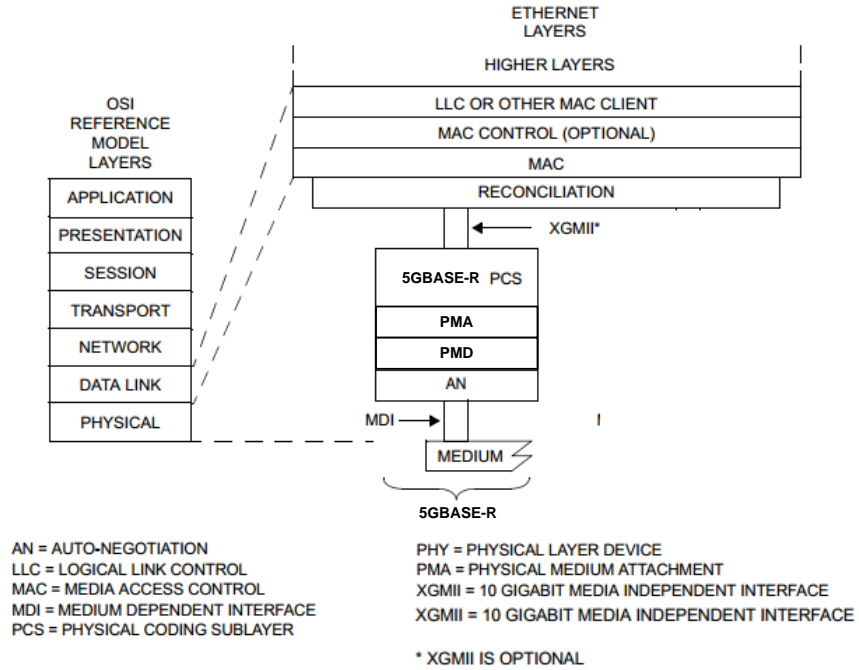 ETHERNET
LAYERS
HIGHER LAYERS
LLC OR OTHER MAC CLIENT
MAC CONTROL (OPTIONAL)
MAC
RECONCILIATION
XGMII*
5GBASE-R PCS
PMA
PMD
AN
MDI
MEDIUM
5GBASE-R
OSI
REFERENCE
MODEL
LAYERS
APPLICATION
PRESENTATION
SESSION
TRANSPORT
NETWORK
DATA LINK
PHYSICAL
AN = AUTO-NEGOTIATION
LLC = LOGICAL LINK CONTROL
MAC = MEDIA ACCESS CONTROL
MDI = MEDIUM DEPENDENT INTERFACE
PCS = PHYSICAL CODING SUBLAYER
PHY = PHYSICAL LAYER DEVICE
PMA = PHYSICAL MEDIUM ATTACHMENT
XGMII = 10 GIGABIT MEDIA INDEPENDENT INTERFACE
XGMII = 10 GIGABIT MEDIA INDEPENDENT INTERFACE
* XGMII IS OPTIONAL